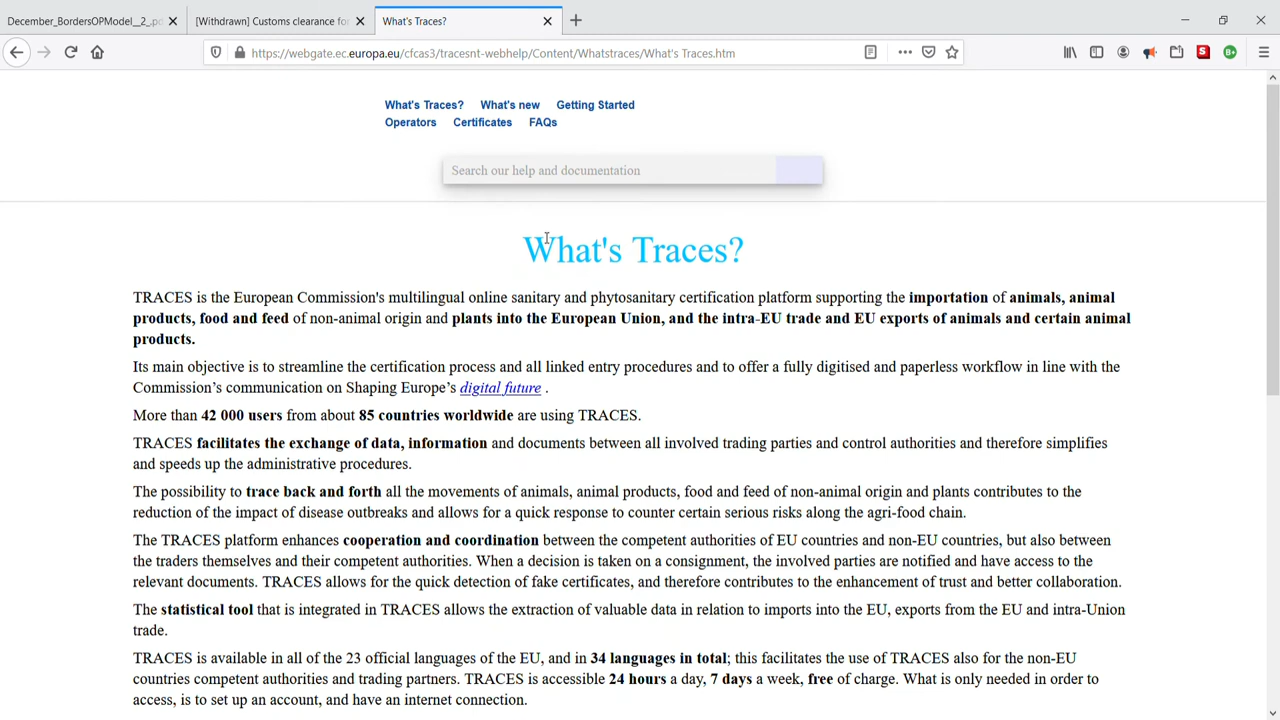 December_BordersOPModel__2_.pd
[Withdrawn] Customs clearance for
What's Traces?
https://webgate.ec.europa.eu/cfcas3/tracesnt-webhelp/Content/Whatstraces/What's Traces.htm
What's Traces? What's new Getting Started
Operators Certificates FAQs
Search our help and documentation
What's Traces?
TRACES is the European Commission's multilingual online sanitary and phytosanitary certification platform supporting the importation of animals, animal
products, food and feed of non-animal origin and plants into the European Union, and the intra-EU trade and EU exports of animals and certain animal
products.
Its main objective is to streamline the certification process and all linked entry procedures and to offer a fully digitised and paperless workflow in line with the
Commission’s communication on Shaping Europe’s digital future .
More than 42 000 users from about 85 countries worldwide are using TRACES.
TRACES facilitates the exchange of data, information and documents between all involved trading parties and control authorities and therefore simplifies
and speeds up the administrative procedures.
The possibility to trace back and forth all the movements of animals, animal products, food and feed of non-animal origin and plants contributes to the
reduction of the impact of disease outbreaks and allows for a quick response to counter certain serious risks along the agri-food chain.
The TRACES platform enhances cooperation and coordination between the competent authorities of EU countries and non-EU countries, but also between
the traders themselves and their competent authorities. When a decision is taken on a consignment, the involved parties are notified and have access to the
relevant documents. TRACES allows for the quick detection of fake certificates, and therefore contributes to the enhancement of trust and better collaboration.
The statistical tool that is integrated in TRACES allows the extraction of valuable data in relation to imports into the EU, exports from the EU and intra-Union
trade.
TRACES is available in all of the 23 official languages of the EU, and in 34 languages in total; this facilitates the use of TRACES also for the non-EU
countries competent authorities and trading partners. TRACES is accessible 24 hours a day, 7 days a week, free of charge. What is only needed in order to
access, is to set up an account, and have an internet connection.